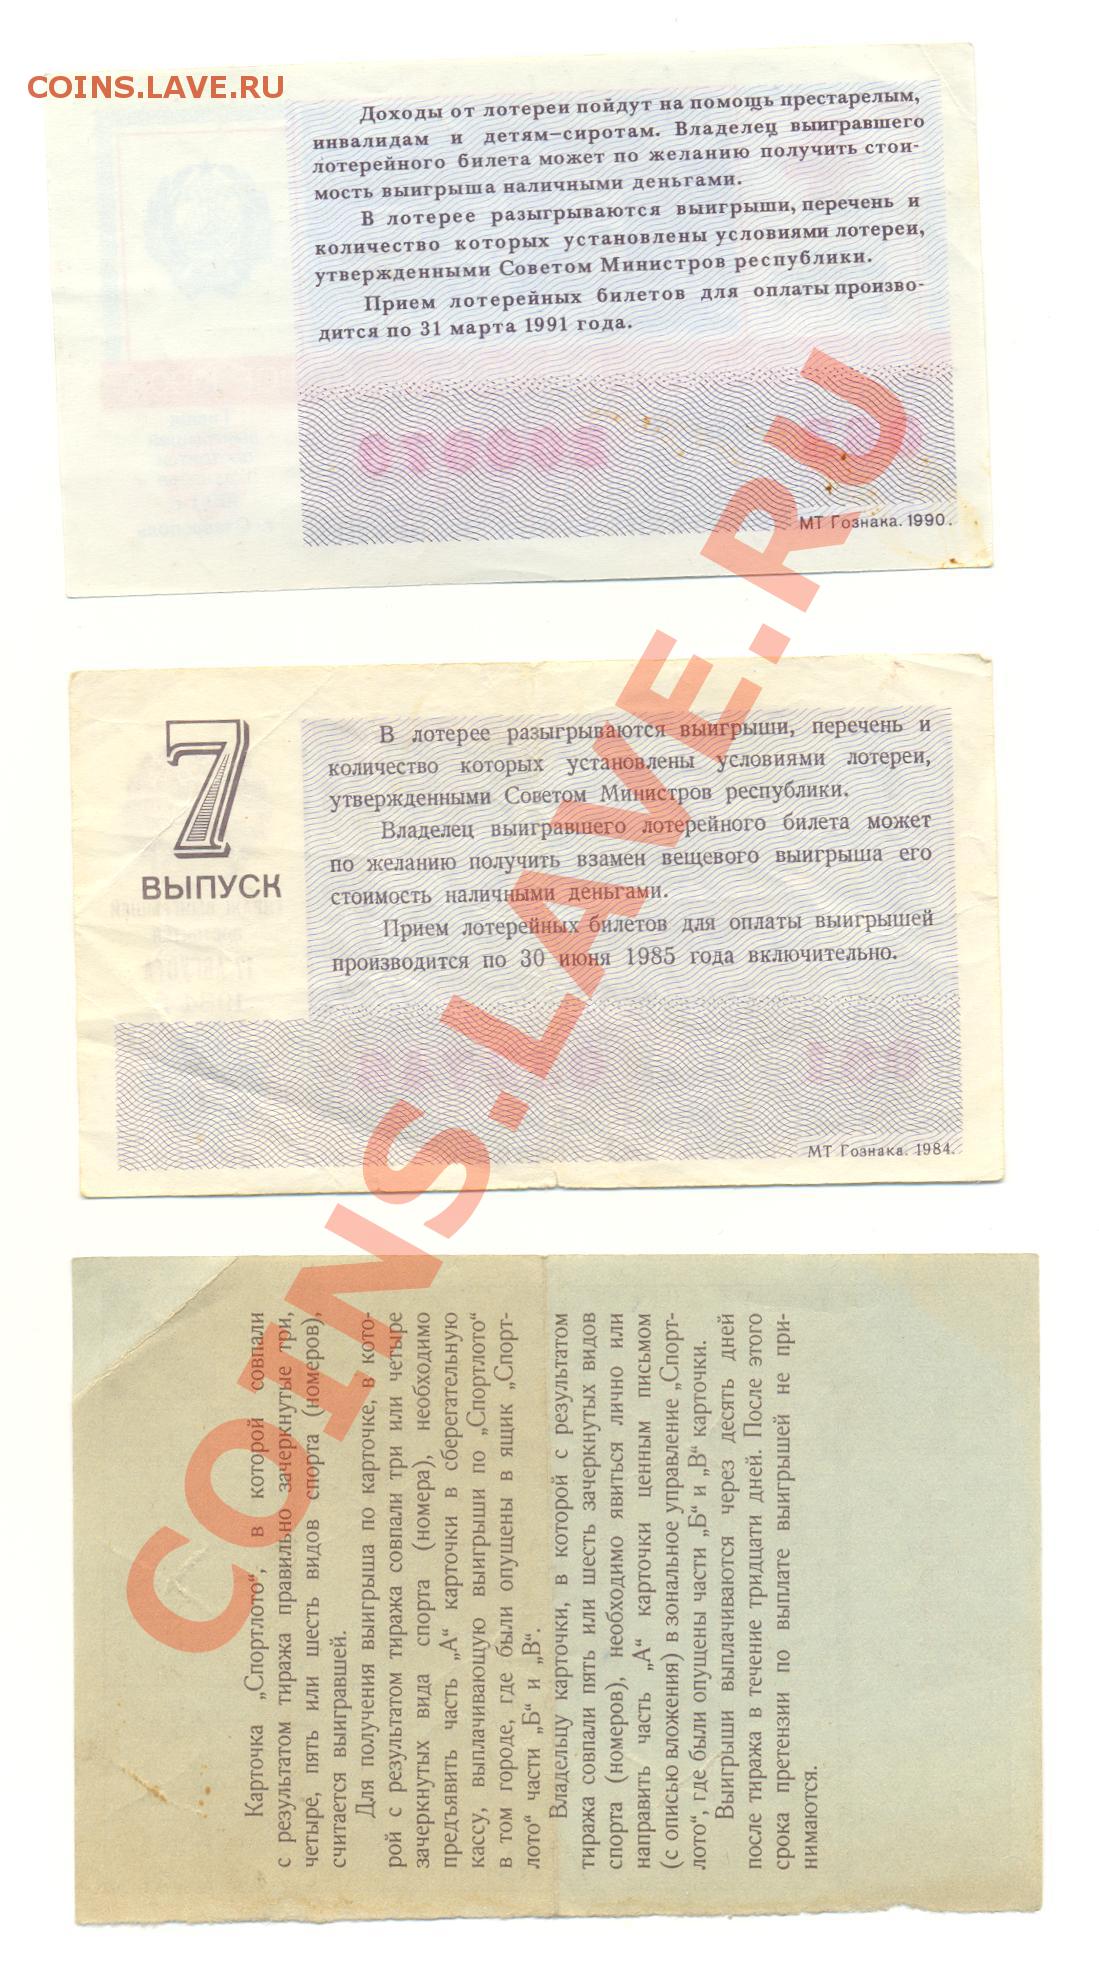 COINS.LAVE.RU
Доходы от лотереи пойдут на помощь престарелым,
инвалидам и детям-сиротам. Владелец выигравшего
лотерейного билета может по желанию получить стои-
мость выигрыша наличными деньгами.
В лотерее разыгрываются выигрыши, перечень и
количество которых установлены условиями лотереи,
утвержденными Советом Министров республики.
Прием лотерейных билетов для оплаты произво-
дится по 31 марта 1991 года.
МТ Гознака. 1990.
7
ВЫПУСК
В лотерее разыгрываются выигрыши, перечень и
количество которых установлены условиями лотереи,
утвержденными Советом Министров республики.
Владелец выигравшего лотерейного билета может
по желанию получить взамен вещевого выигрыша его
стоимость наличными деньгами.
Прием лотерейных билетов для оплаты выигрышей
производится по 30 июня 1985 года включительно.
МТ Гознака. 1984.
Карточка „Спортлото“, в которой совпали
с результатом тиража правильно зачеркнутые три,
четыре, пять или шесть видов спорта (номеров),
считается выигравшей.
Для получения выигрыша по карточке, в кото-
рой с результатом тиража совпали три или четыре
зачеркнутых вида спорта (номера), необходимо
предъявить часть „А“ карточки в сберегательную
кассу, выплачивающую выигрыши по „Спортлото“
в том городе, где были опущены в ящик „Спорт-
лото“ части „Б“ и „В“.
Владельцу карточки, в которой с результатом
тиража совпали пять или шесть зачеркнутых видов
спорта (номеров), необходимо явиться лично или
направить часть „А“ карточки ценным письмом
(с описью вложения) в зональное управление „Спорт-
лото“, где были опущены части „Б“ и „В“ карточки.
Выигрыши выплачиваются через десять дней
после тиража в течение тридцати дней. После этого
срока претензии по выплате выигрышей не при-
нимаются.
COINS.LAVE.RU